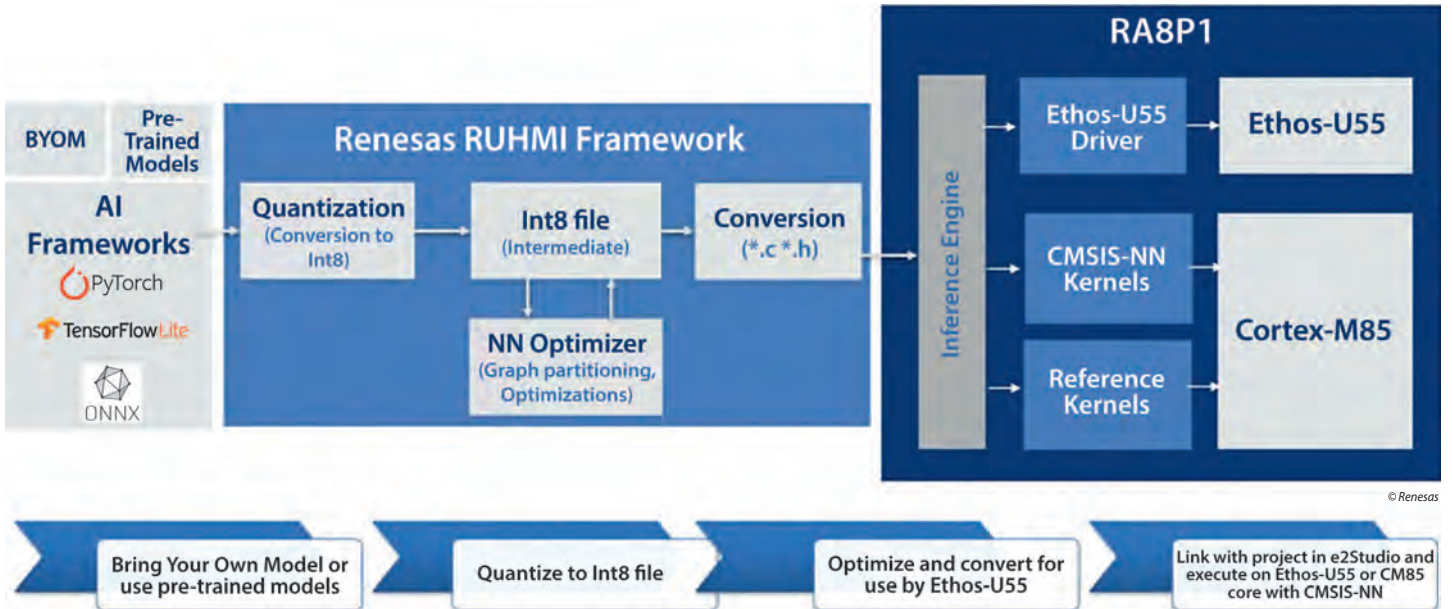 RA8P1
BYOM
Pre-
Trained
Models
AI
Frameworks
PyTorch
TensorFlow Lite
ONNX
Renesas RUHMI Framework
Quantization
(Conversion to
Int8)
Int8 file
(Intermediate)
Conversion
(*.c *.h)
NN Optimizer
(Graph partitioning,
Optimizations)
Inference Engine
Ethos-U55
Driver
Ethos-U55
CMSIS-NN
Kernels
Reference
Kernels
Cortex-M85
© Renesas
Bring Your Own Model or
use pre-trained models
Quantize to Int8 file
Optimize and convert for
use by Ethos-U55
Link with project in e2Studio and
execute on Ethos-U55 or CM85
core with CMSIS-NN